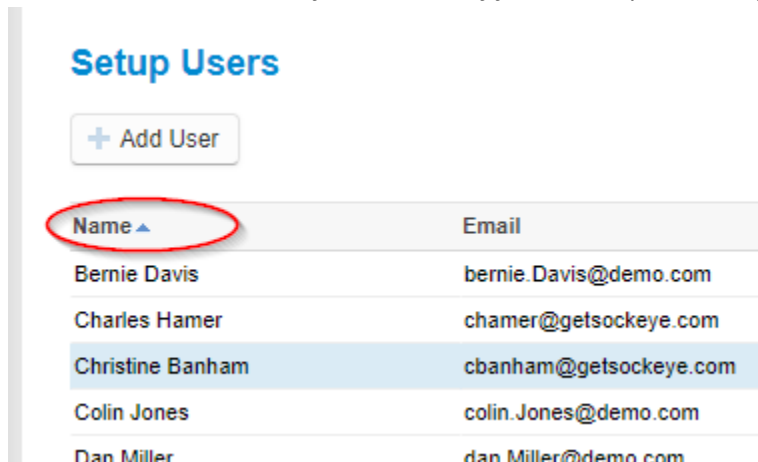 Setup Users
Add User
Name Email
Bernie Davis bernie.Davis@demo.com
Charles Hamer chamer@getsockeye.com
Christine Banham cbanham@getsockeye.com
Colin Jones colin.Jones@demo.com
Dan Miller dan.Miller@demo.com